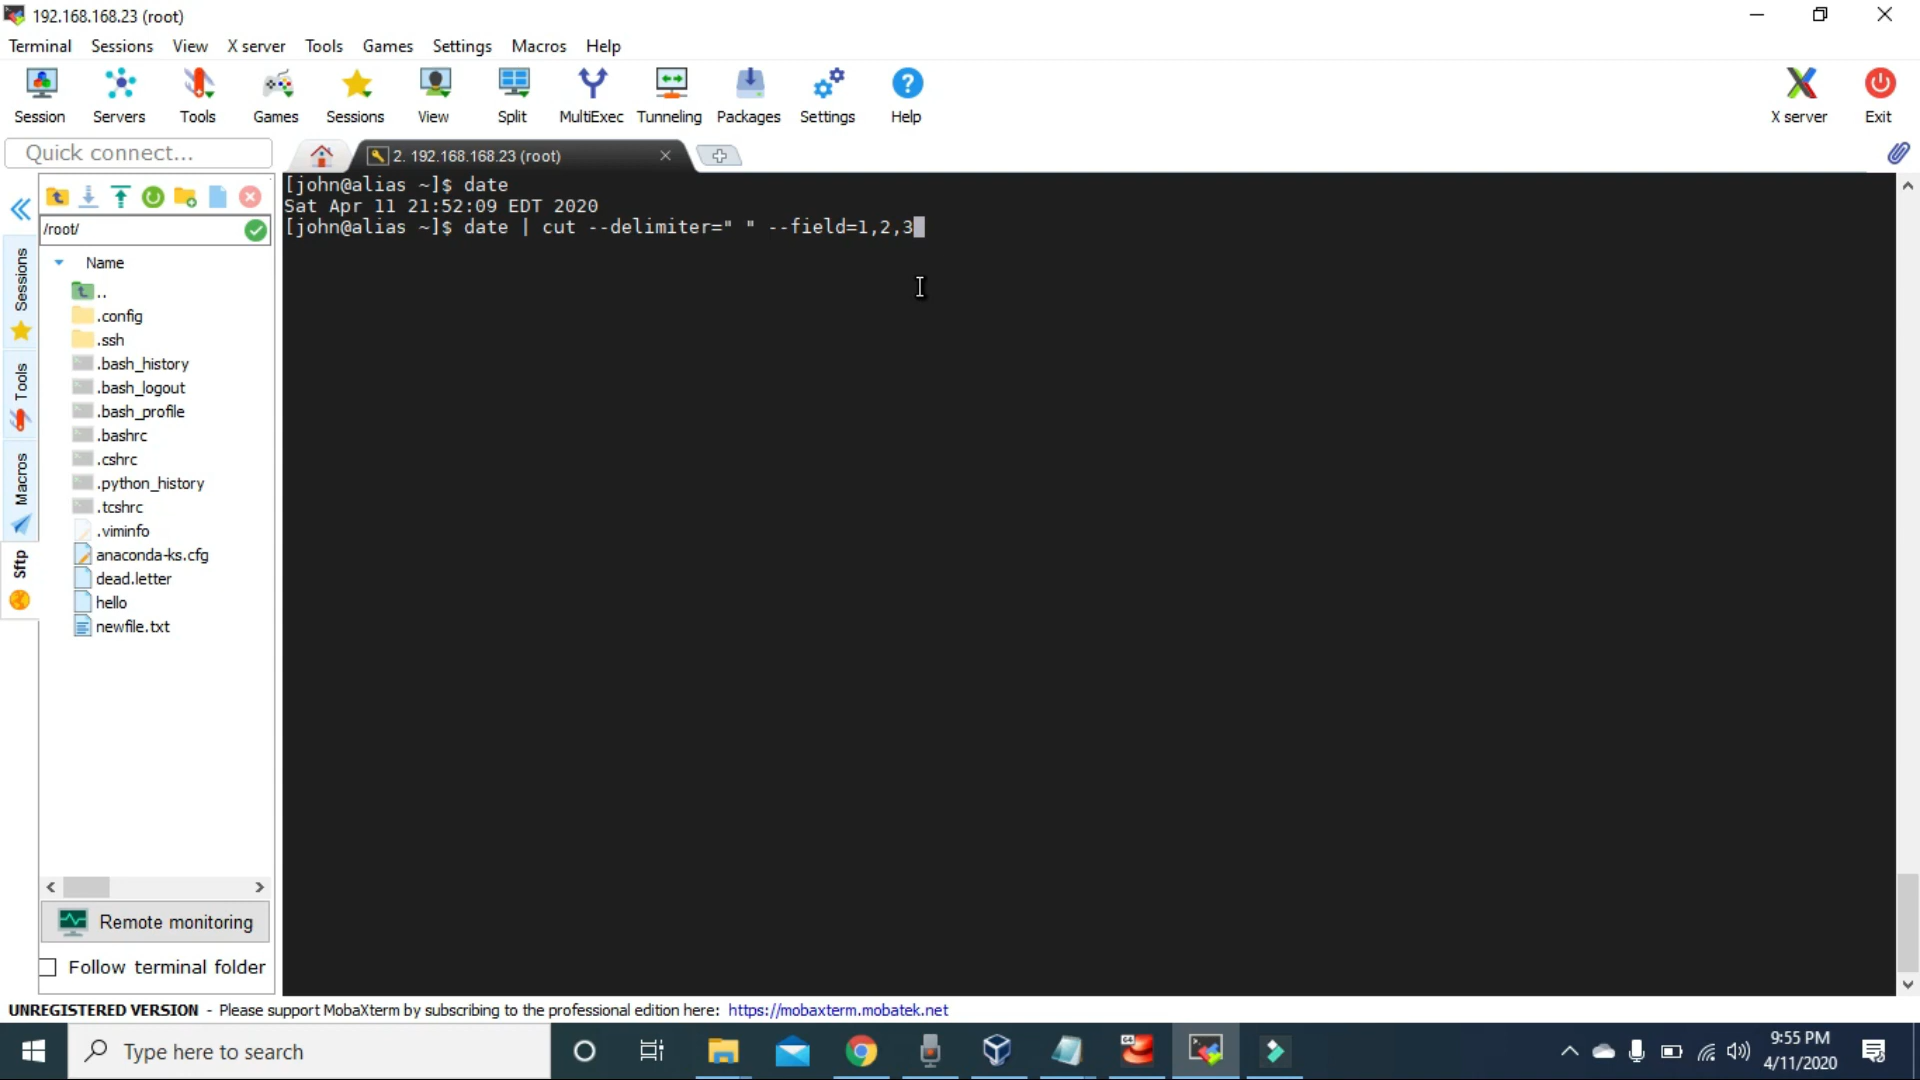 192.168.168.23 (root)
Terminal Sessions View X server Tools Games Settings Macros Help
Session Servers Tools Games Sessions View Split MultiExec Tunneling Packages Settings Help X server Exit
Quick connect...
2. 192.168.168.23 (root)
/root/
Name
..
.config
.ssh
.bash_history
.bash_logout
.bash_profile
.bashrc
.cshrc
.python_history
.tcshrc
.viminfo
anaconda-ks.cfg
dead.letter
hello
newfile.txt
Sessions
Tools
Macros
Sftp
Remote monitoring
Follow terminal folder
[john@alias ~]$ date
Sat Apr 11 21:52:09 EDT 2020
[john@alias ~]$ date | cut --delimiter=" " --field=1,2,3
UNREGISTERED VERSION - Please support MobaXterm by subscribing to the professional edition here: https://mobaxterm.mobatek.net
Type here to search
64
9:55 PM
4/11/2020